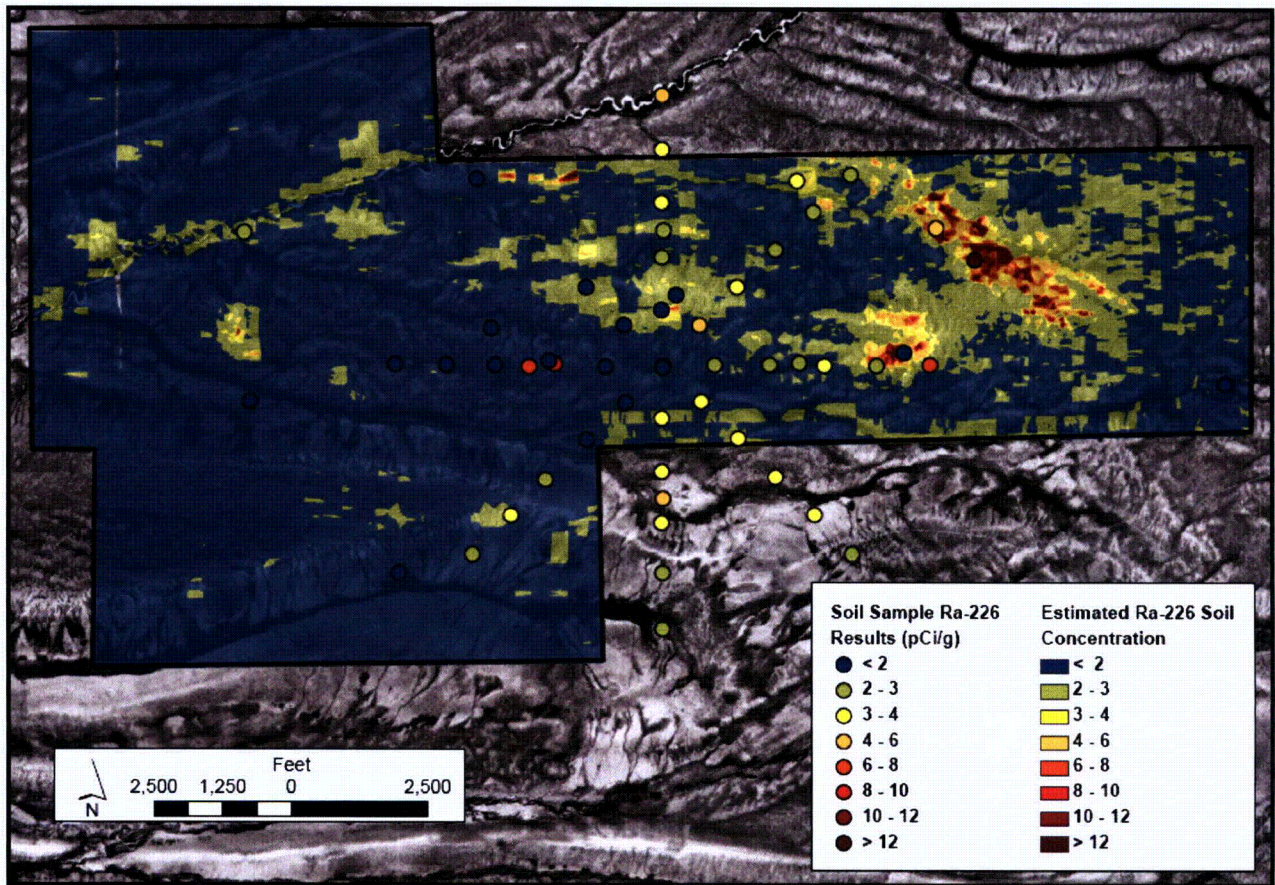 Soil Sample Ra-226
Results (pCi/g)
< 2
2 - 3
3 - 4
4 - 6
6 - 8
8 - 10
10 - 12
> 12
Estimated Ra-226 Soil
Concentration
< 2
2 - 3
3 - 4
4 - 6
6 - 8
8 - 10
10 - 12
> 12
N
Feet
2,500 1,250 0 2,500